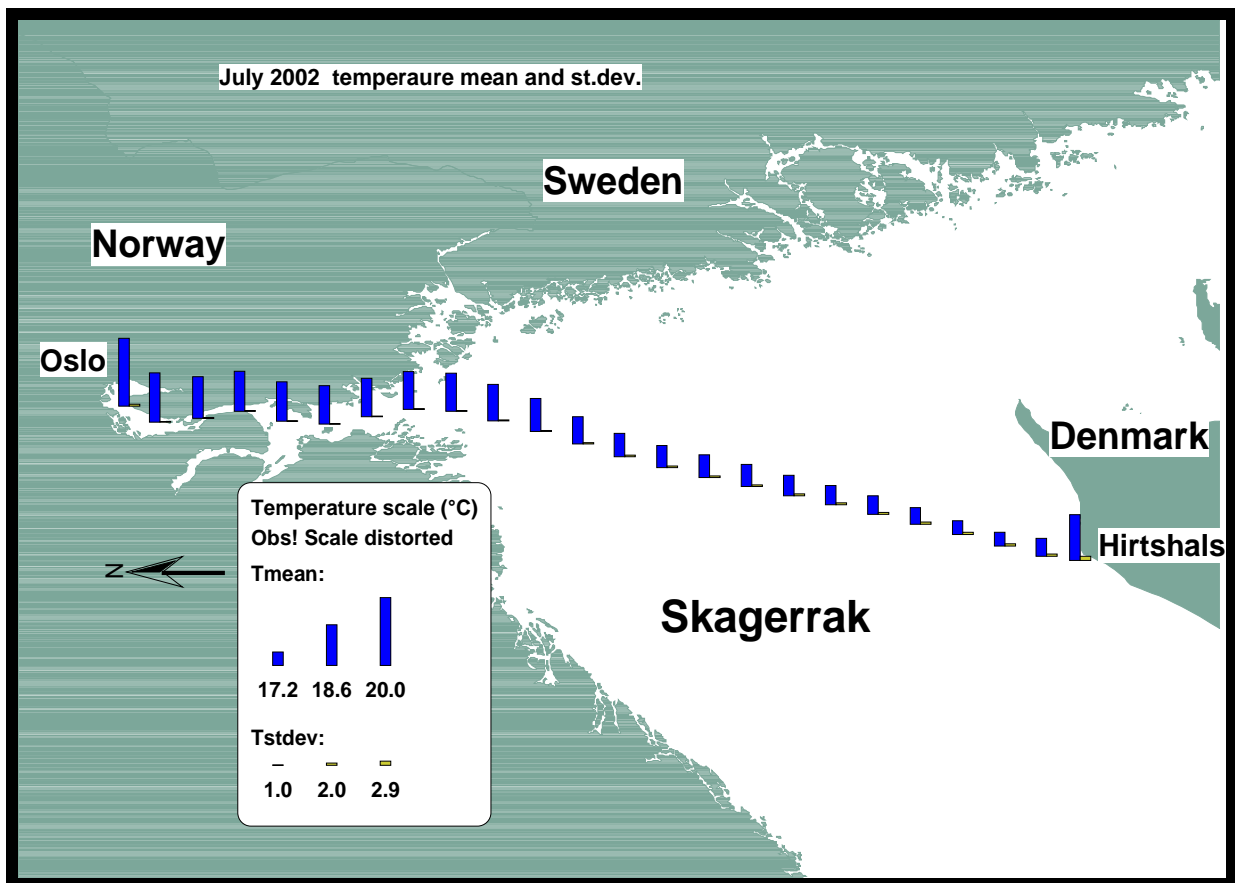 July 2002  temperaure mean and st.dev.
Sweden
Norway
Oslo
Denmark
Hirtshals
Skagerrak
Temperature scale (°C)
Obs! Scale distorted
Tmean:
17.2 18.6 20.0
Tstdev:
1.0 2.0 2.9
N